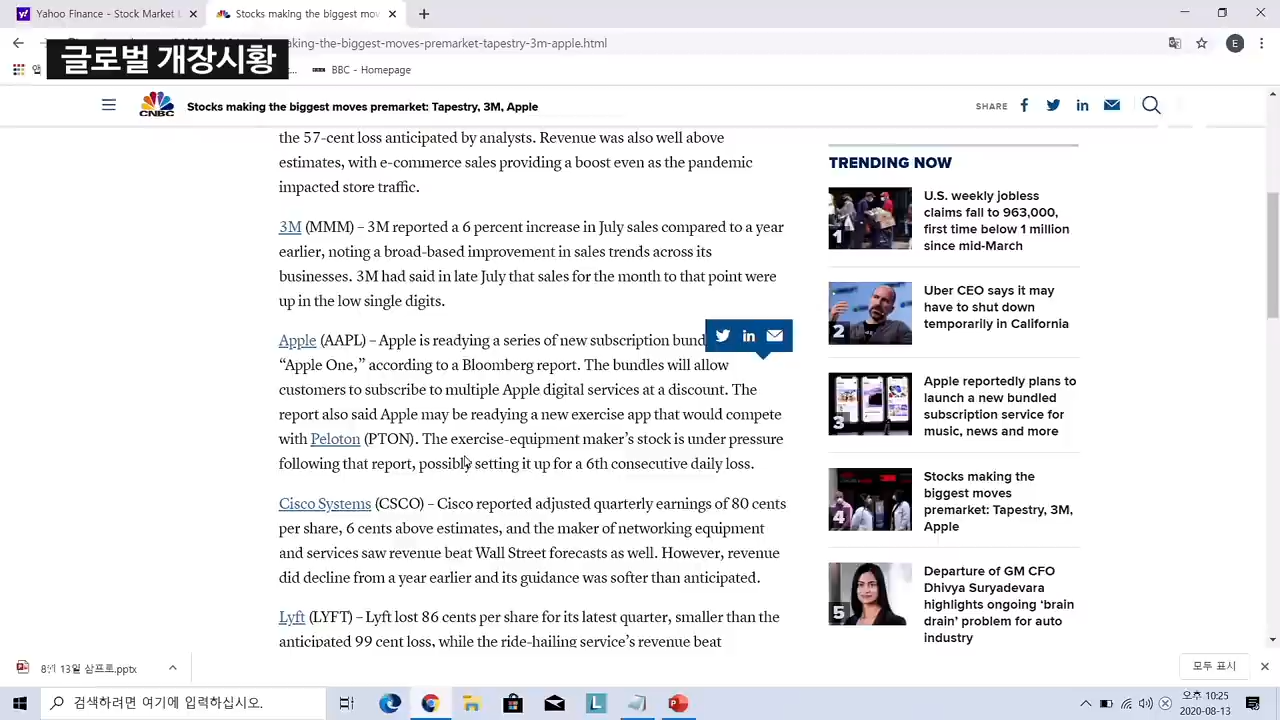 Yahoo Finance -
Stocks making the biggest mov
글로벌 개장시황
aking-the-biggest-moves-premarket-tapestry-3m-apple.html
E
BBC - Homepage
CNBC
Stocks making the biggest moves premarket: Tapestry, 3M, Apple
SHARE
the 57-cent loss anticipated by analysts. Revenue was also well above
estimates, with e-commerce sales providing a boost even as the pandemic
impacted store traffic.
3M (MMM) – 3M reported a 6 percent increase in July sales compared to a year
earlier, noting a broad-based improvement in sales trends across its
businesses. 3M had said in late July that sales for the month to that point were
up in the low single digits.
Apple (AAPL) – Apple is readying a series of new subscription bund
“Apple One,” according to a Bloomberg report. The bundles will allow
customers to subscribe to multiple Apple digital services at a discount. The
report also said Apple may be readying a new exercise app that would compete
with Peloton (PTON). The exercise-equipment maker’s stock is under pressure
following that report, possibly setting it up for a 6th consecutive daily loss.
Cisco Systems (CSCO) – Cisco reported adjusted quarterly earnings of 80 cents
per share, 6 cents above estimates, and the maker of networking equipment
and services saw revenue beat Wall Street forecasts as well. However, revenue
did decline from a year earlier and its guidance was softer than anticipated.
Lyft (LYFT) – Lyft lost 86 cents per share for its latest quarter, smaller than the
anticipated 99 cent loss, while the ride-hailing service’s revenue beat
TRENDING NOW
1
U.S. weekly jobless
claims fall to 963,000,
first time below 1 million
since mid-March
2
Uber CEO says it may
have to shut down
temporarily in California
3
Apple reportedly plans to
launch a new bundled
subscription service for
music, news and more
4
Stocks making the
biggest moves
premarket: Tapestry, 3M,
Apple
5
Departure of GM CFO
Dhivya Suryadevara
highlights ongoing ‘brain
drain’ problem for auto
industry
8월 13일 삼프로.pptx
모두 표시
검색하려면 여기에 입력하십시오.
오후 10:25
2020-08-13